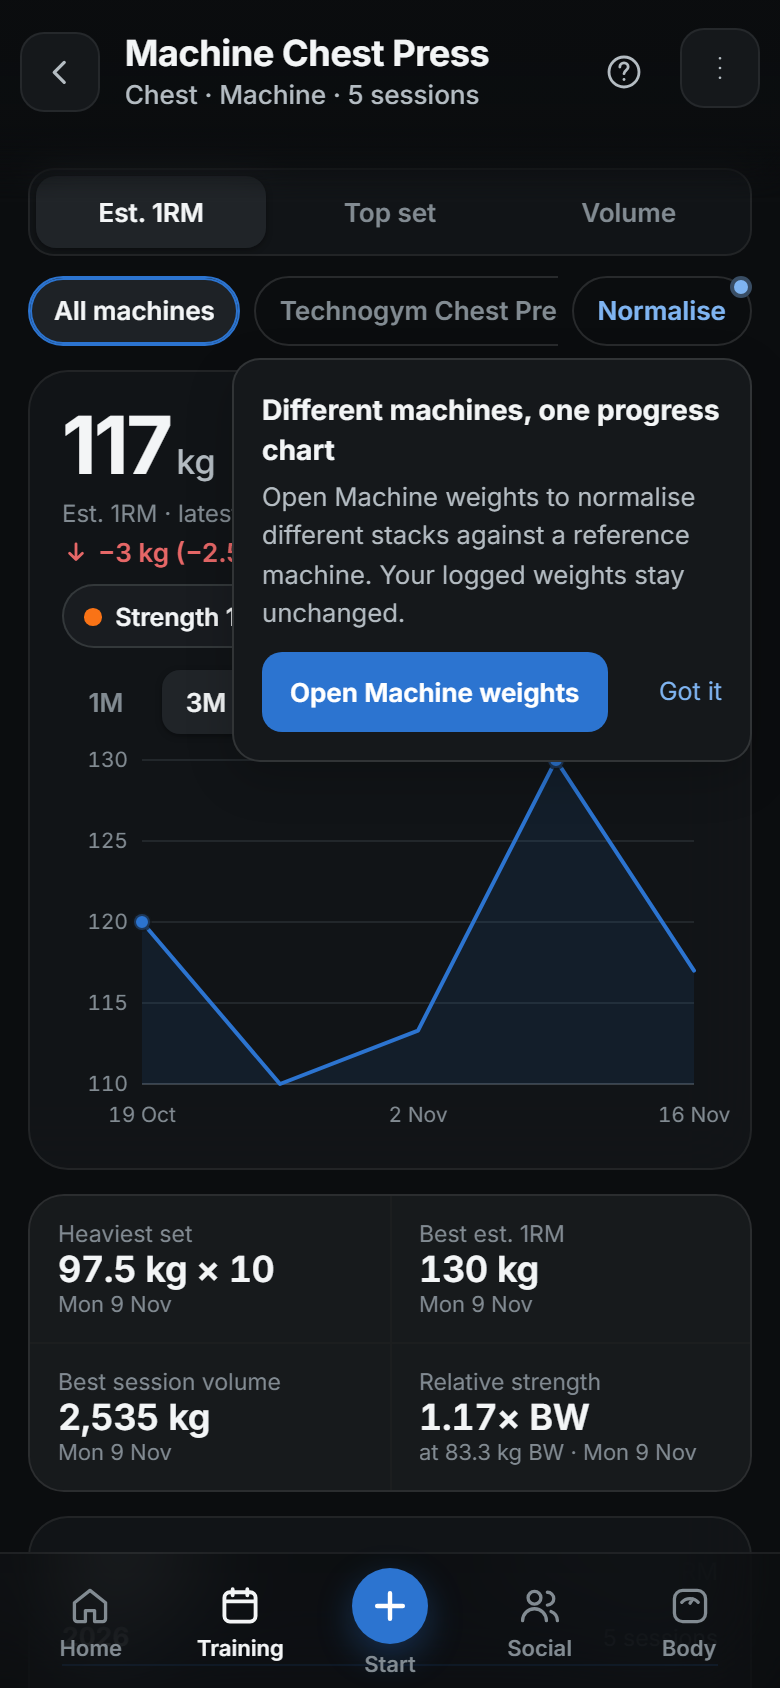 Machine Chest Press
Chest · Machine · 5 sessions
Est. 1RM
Top set
Volume
All machines
Technogym Chest Pre
Normalise
Different machines, one progress
chart
Open Machine weights to normalise
different stacks against a reference
machine. Your logged weights stay
unchanged.
Open Machine weights
Got it
117 kg
Est. 1RM · lates
↓ −3 kg (−2.5
Strength 1
1M
3M
130
125
120
115
110
19 Oct
2 Nov
16 Nov
Heaviest set
97.5 kg × 10
Mon 9 Nov
Best est. 1RM
130 kg
Mon 9 Nov
Best session volume
2,535 kg
Mon 9 Nov
Relative strength
1.17× BW
at 83.3 kg BW · Mon 9 Nov
2026
5 sessions
Home
Training
Start
Social
Body